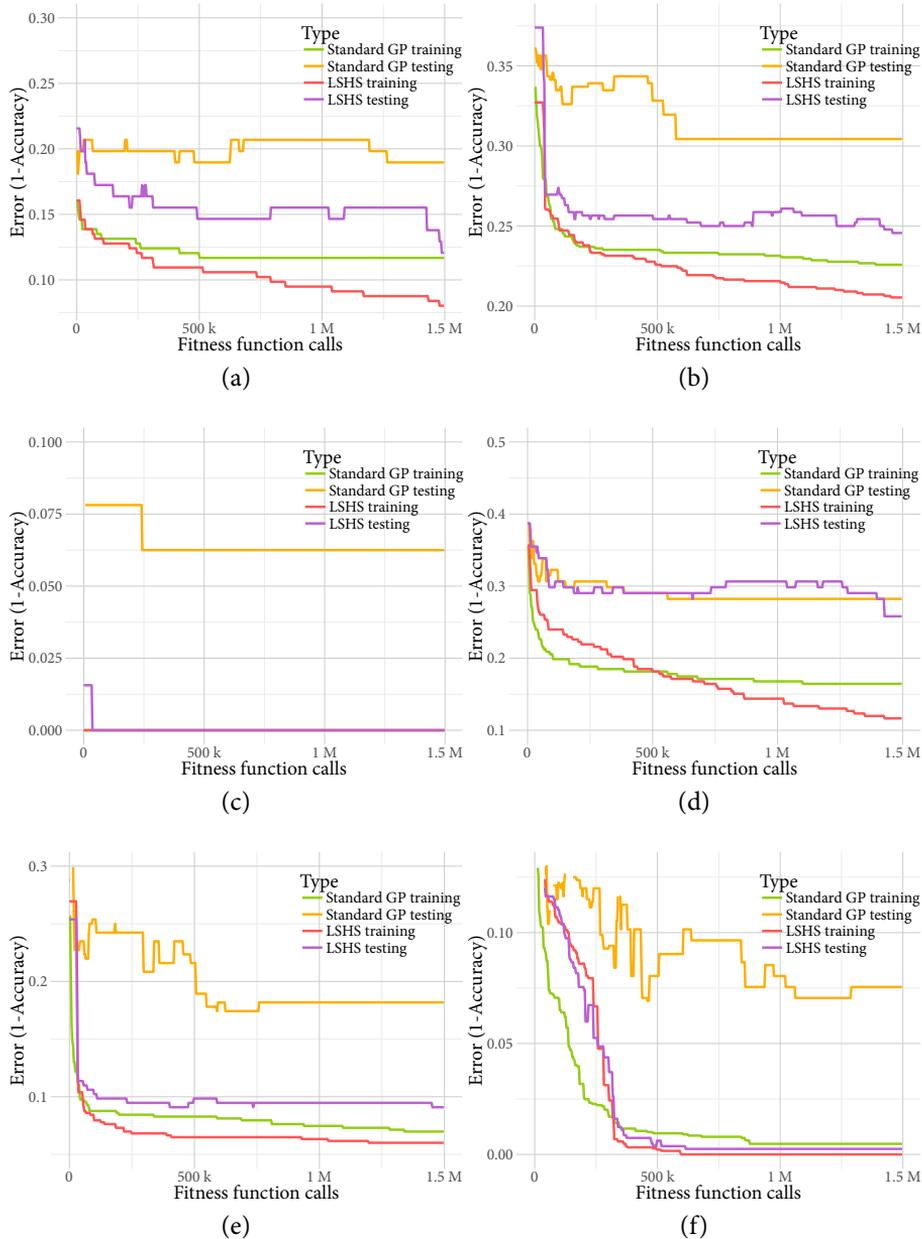 0.30
0.25
0.20
0.15
0.10
Error (1-Accuracy)
Type
Standard GP training
Standard GP testing
LSHS training
LSHS testing
0 500 k 1 M 1.5 M
Fitness function calls
(a)
0.35
0.30
0.25
0.20
Error (1-Accuracy)
Type
Standard GP training
Standard GP testing
LSHS training
LSHS testing
0 500 k 1 M 1.5 M
Fitness function calls
(b)
0.100
0.075
0.050
0.025
0.000
Error (1-Accuracy)
Type
Standard GP training
Standard GP testing
LSHS training
LSHS testing
0 500 k 1 M 1.5 M
Fitness function calls
(c)
0.5
0.4
0.3
0.2
0.1
Error (1-Accuracy)
Type
Standard GP training
Standard GP testing
LSHS training
LSHS testing
0 500 k 1 M 1.5 M
Fitness function calls
(d)
0.3
0.2
0.1
Error (1-Accuracy)
Type
Standard GP training
Standard GP testing
LSHS training
LSHS testing
0 500 k 1 M 1.5 M
Fitness function calls
(e)
0.10
0.05
0.00
Error (1-Accuracy)
Type
Standard GP training
Standard GP testing
LSHS training
LSHS testing
0 500 k 1 M 1.5 M
Fitness function calls
(f)